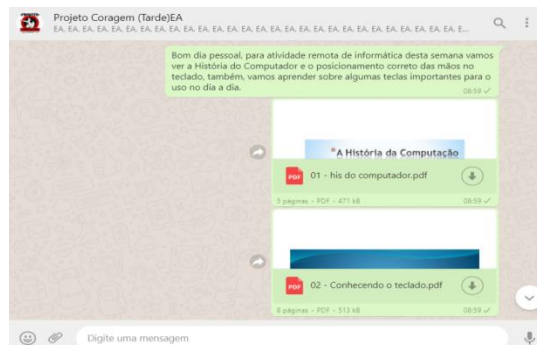 Projeto Coragem (Tarde)EA
EA, EA, EA, EA, EA, EA, EA, EA, EA, EA, EA, EA, EA, EA, EA, EA, EA, EA, EA, EA, EA, EA, EA, EA, E...
Bom dia pessoal, para atividade remota de informática desta semana vamos
ver a História do Computador e o posicionamento correto das mãos no
teclado, também, vamos aprender sobre algumas teclas importantes para o
uso no día a dia.
08:59
*A História da Computação
PDF
01 - his do computador.pdf
5 páginas • PDF • 471 kB
08:59
PDF
02 - Conhecendo o teclado.pdf
8 páginas • PDF • 513 kB
08:59
Digite uma mensagem